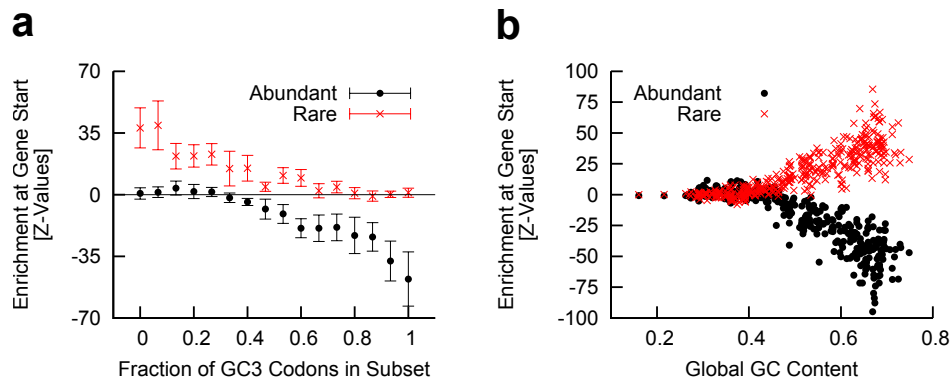 a
Enrichment at Gene Start
[Z-Values]
70
35
0
-35
-70
Abundant
Rare
0
0.2
0.4
0.6
0.8
1
Fraction of GC3 Codons in Subset
b
Enrichment at Gene Start
[Z-Values]
100
75
50
25
0
-25
-50
-75
-100
Abundant
Rare
0.2
0.4
0.6
0.8
Global GC Content